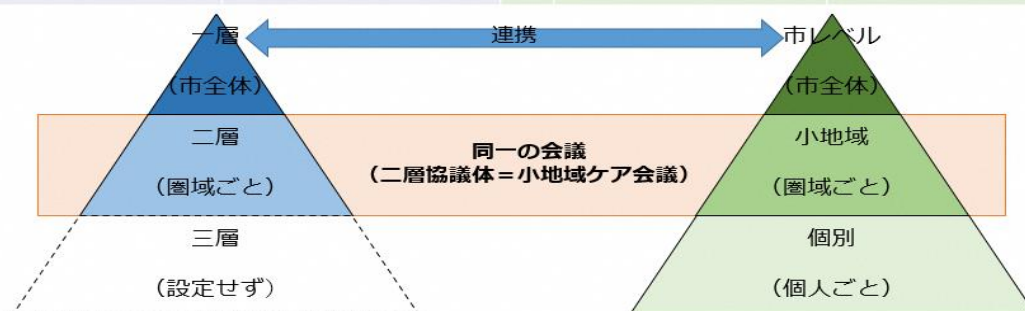 一層
連携
市レベル
（市全体）
（市全体）
二層
同一の会議
小地域
（圏域ごと）
（二層協議体＝小地域ケア会議）
（圏域ごと）
三層
個別
（設定せず）
（個人ごと）